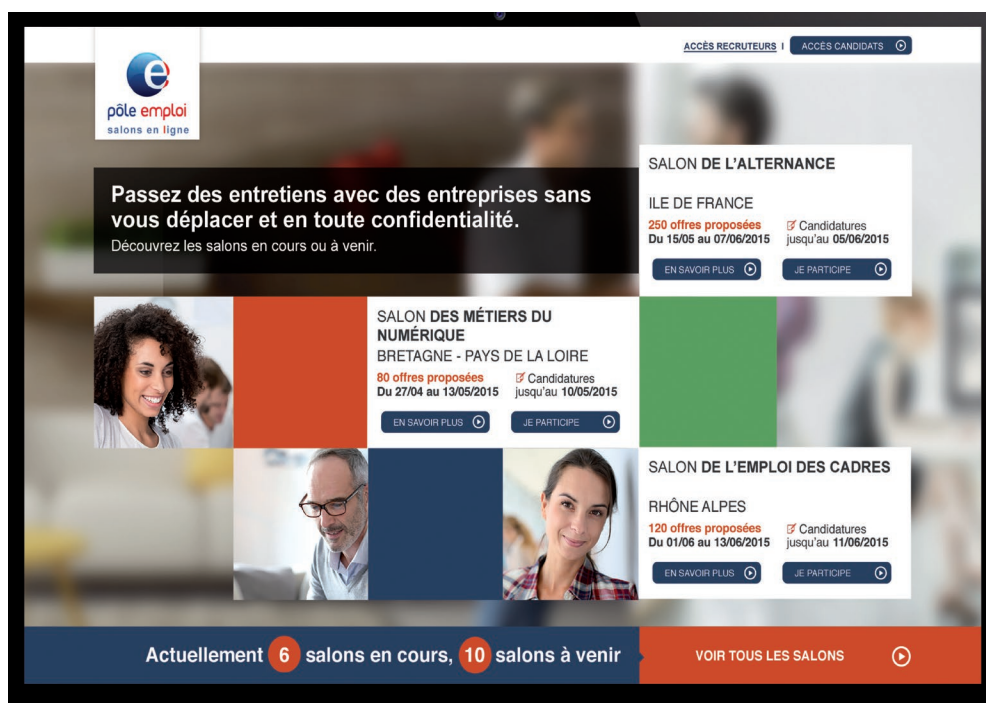 ACCÈS RECRUTEURS I ACCÈS CANDIDATS
e
pôle emploi
salons en ligne
Passez des entretiens avec des entreprises sans
vous déplacer et en toute confidentialité.
Découvrez les salons en cours ou à venir.
SALON DE L'ALTERNANCE
ILE DE FRANCE
250 offres proposées
Du 15/05 au 07/06/2015
Candidatures
jusqu'au 05/06/2015
EN SAVOIR PLUS
JE PARTICIPE
SALON DES MÉTIERS DU
NUMÉRIQUE
BRETAGNE - PAYS DE LA LOIRE
80 offres proposées
Du 27/04 au 13/05/2015
Candidatures
jusqu'au 10/05/2015
EN SAVOIR PLUS
JE PARTICIPE
SALON DE L'EMPLOI DES CADRES
RHÔNE ALPES
120 offres proposées
Du 01/06 au 13/06/2015
Candidatures
jusqu'au 11/06/2015
EN SAVOIR PLUS
JE PARTICIPE
Actuellement 6 salons en cours, 10 salons à venir
VOIR TOUS LES SALONS